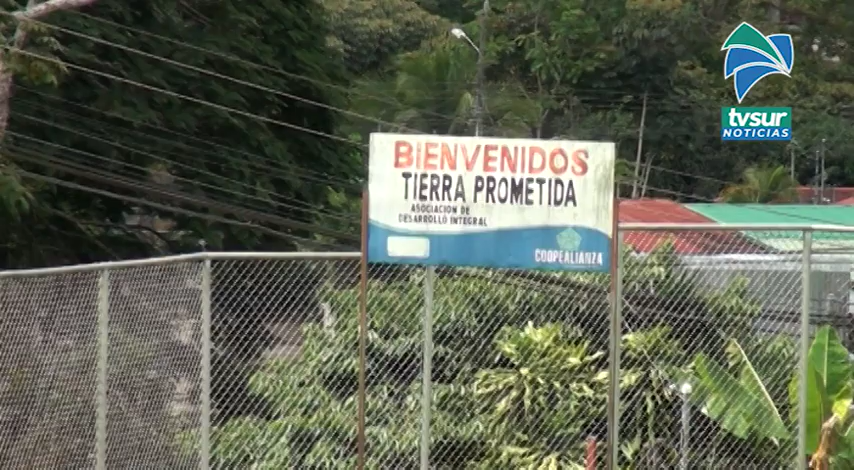 tvsur
NOTICIAS
BIENVENIDOS
TIERRA PROMETIDA
ASOCIACION DE
DESARROLLO INTEGRAL
COOPEALIANZA